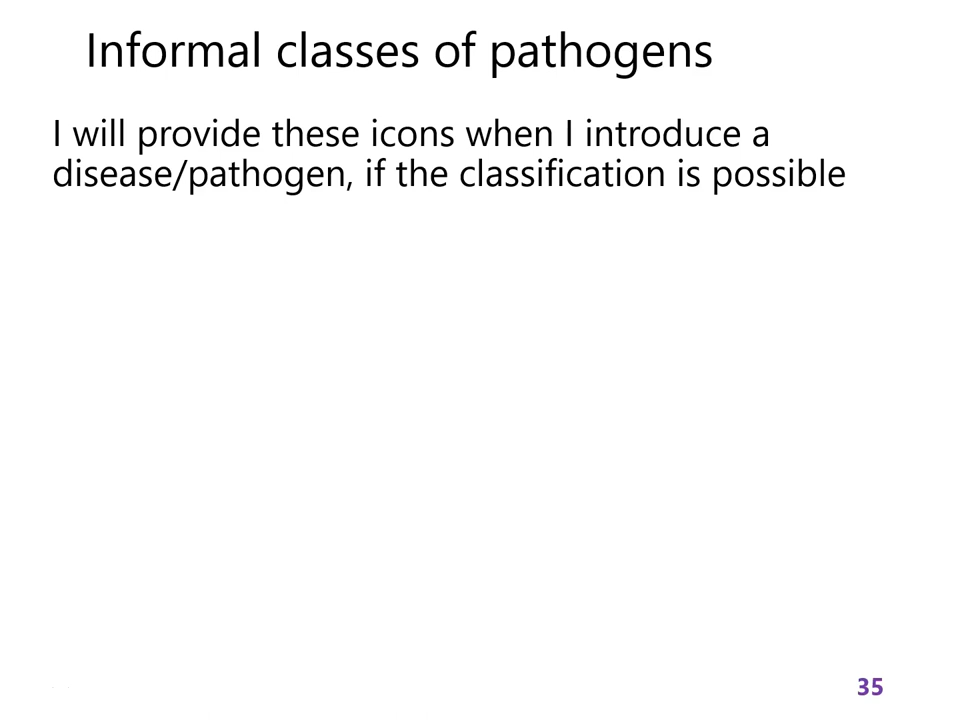 Informal classes of pathogens
I will provide these icons when I introduce a
disease/pathogen, if the classification is possible
35